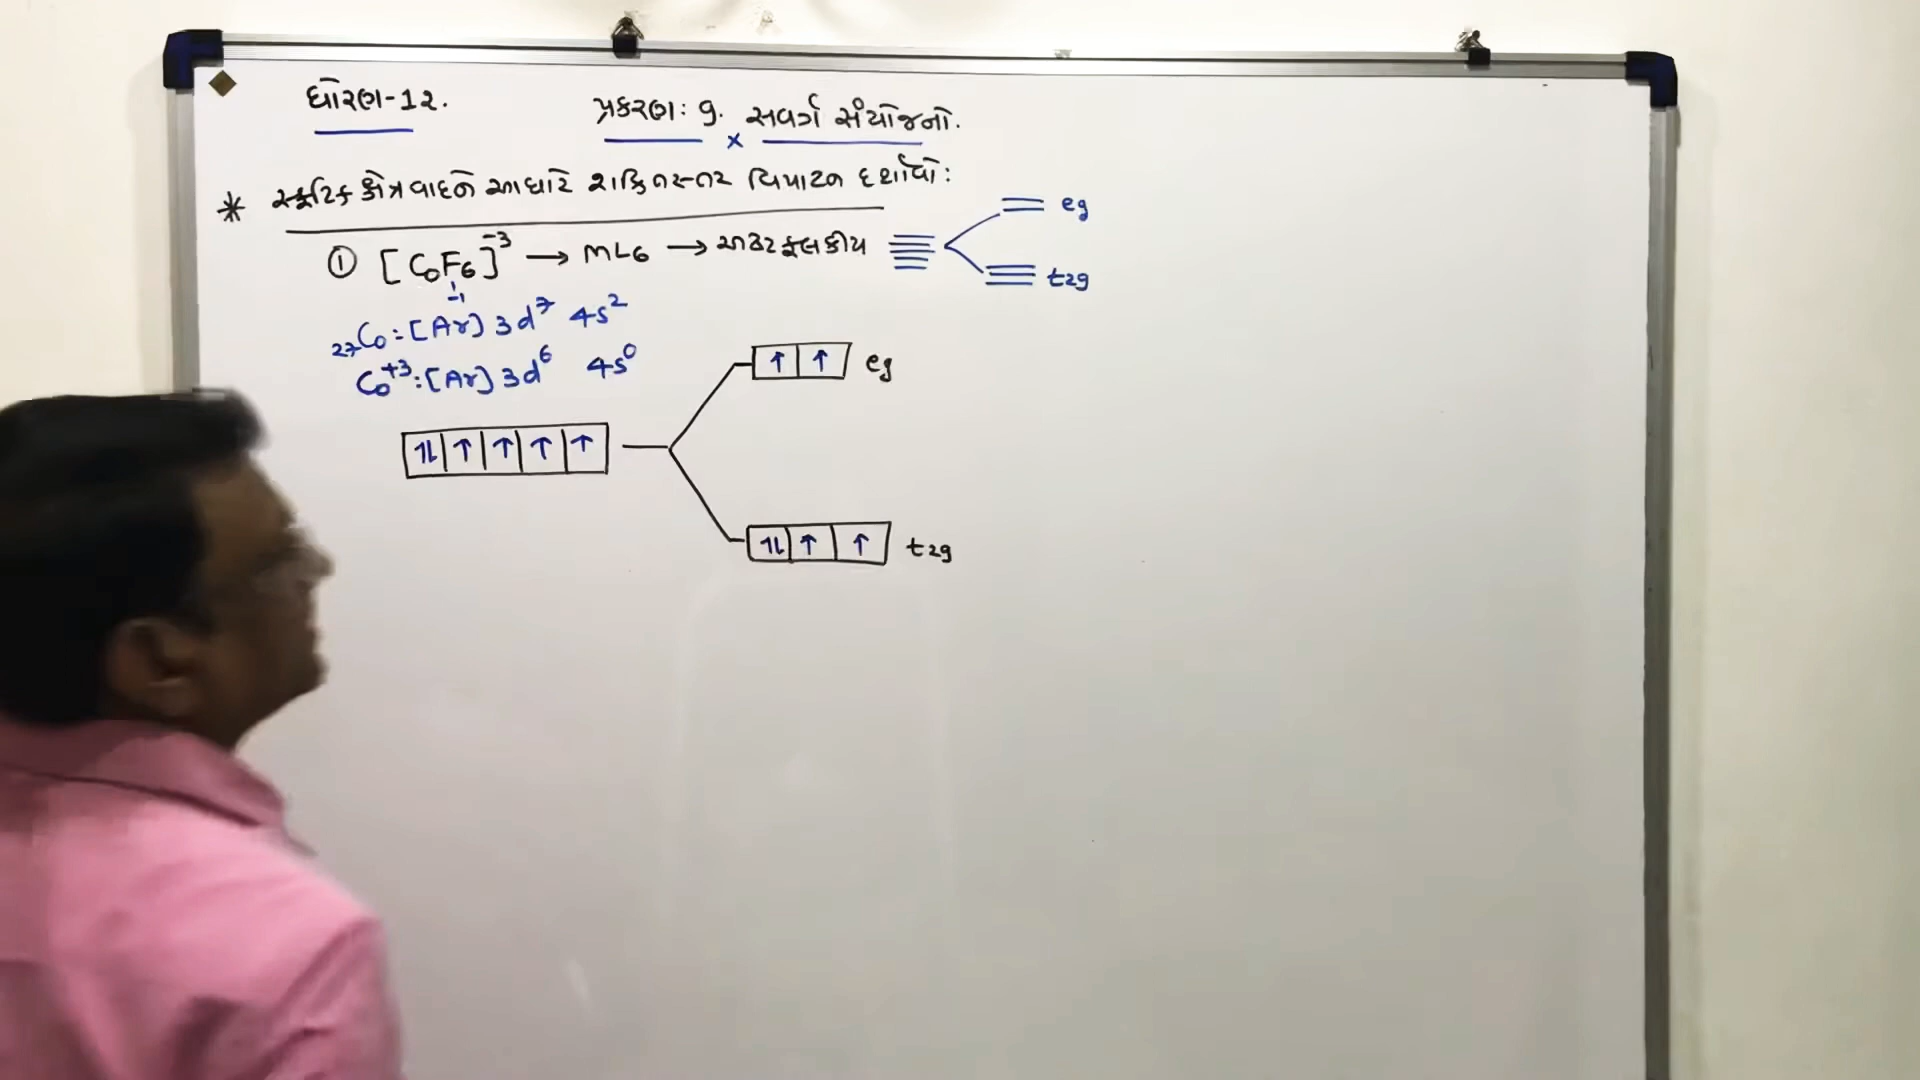 ધોરણ-12. પ્રકરણ: 9. સવર્ગ સંયોજનો.
x
* સ્ફટિક ક્ષેત્રવાદને આધારે શક્તિસ્તર વિપાટન દર્શાવો:
① [CoF6]-3 → ML6 → અષ્ટફલકીય eg
t2g
-1
27Co:[Ar] 3d7 4s2
Co+3:[Ar] 3d6 4s0
↑ ↑ eg
↑↓ ↑ ↑ ↑ ↑
↑↓ ↑ ↑ t2g